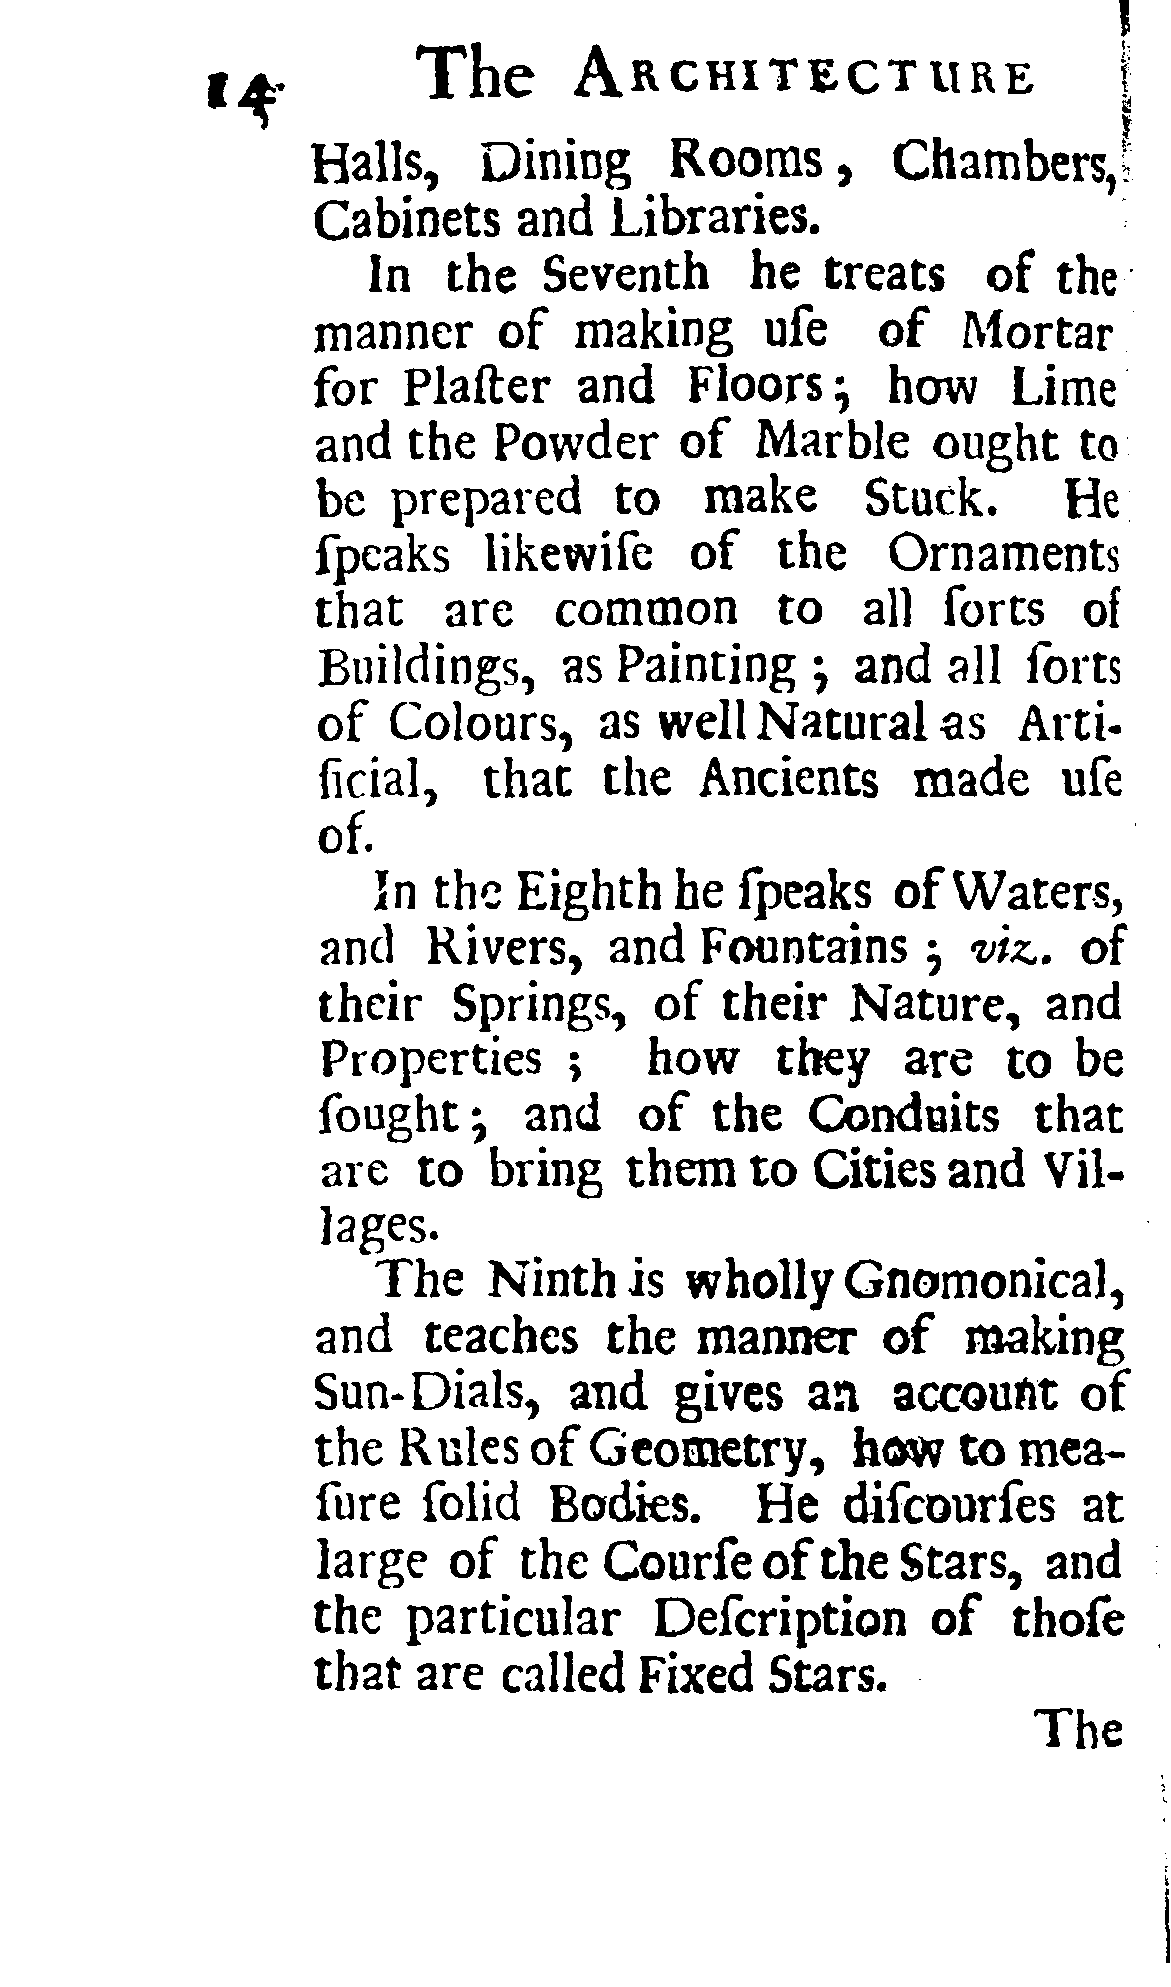 14 The ARCHITECTURE
Halls, Dining Rooms, Chambers,
Cabinets and Libraries.
In the Seventh he treats of the
manner of making uſe of Mortar
for Plaſter and Floors; how Lime
and the Powder of Marble ought to
be prepared to make Stuck. He
ſpeaks likewiſe of the Ornaments
that are common to all ſorts of
Buildings, as Painting; and all ſorts
of Colours, as well Natural as Arti-
ficial, that the Ancients made uſe
of.
In the Eighth he ſpeaks of Waters,
and Rivers, and Fountains; viz. of
their Springs, of their Nature, and
Properties; how they are to be
ſought; and of the Conduits that
are to bring them to Cities and Vil-
lages.
The Ninth is wholly Gnomonical,
and teaches the manner of making
Sun-Dials, and gives an account of
the Rules of Geometry, how to mea-
ſure ſolid Bodies. He diſcourſes at
large of the Courſe of the Stars, and
the particular Deſcription of thoſe
that are called Fixed Stars.
The